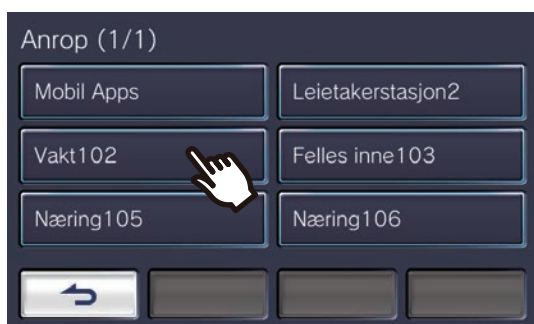 Anrop (1/1)
Mobil Apps
Leietakerstasjon2
Vakt102
Felles inne103
Næring105
Næring106